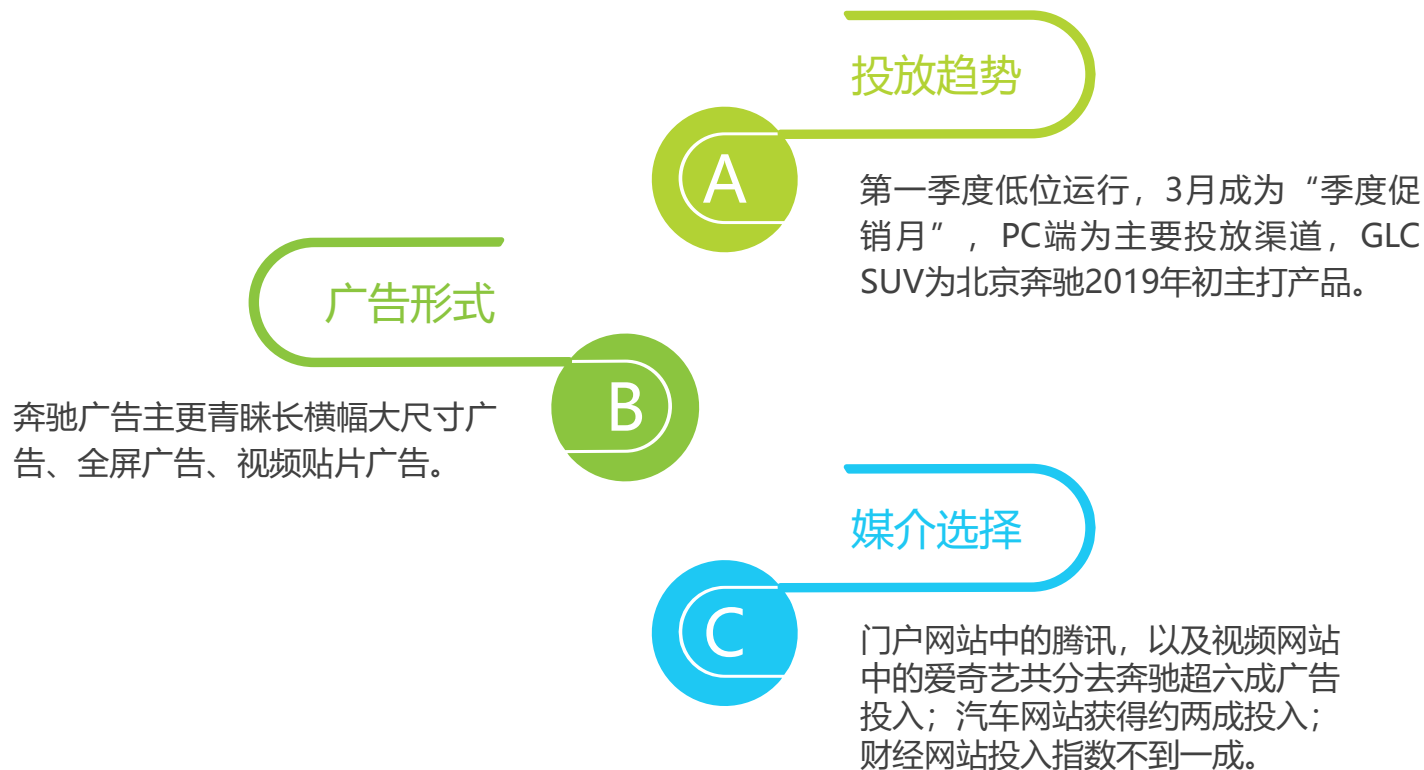 投放趋势
A
第一季度低位运行，3月成为“季度促
销月”，PC端为主要投放渠道，GLC
SUV为北京奔驰2019年初主打产品。
广告形式
B
奔驰广告主更青睐长横幅大尺寸广
告、全屏广告、视频贴片广告。
媒介选择
C
门户网站中的腾讯，以及视频网站
中的爱奇艺共分去奔驰超六成广告
投入；汽车网站获得约两成投入；
财经网站投入指数不到一成。